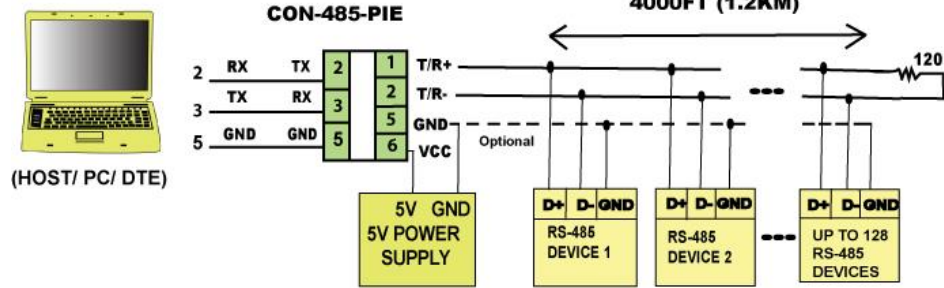 CON-485-PIE
4000FT (1.2KM)
2 RX TX 2 1 T/R+
120
3 TX RX 3 2 T/R-
5 GND GND 5 5 GND
Optional
6 VCC
(HOST/ PC/ DTE)
5V GND
5V POWER
SUPPLY
D+ D- GND
RS-485
DEVICE 1
D+ D- GND
RS-485
DEVICE 2
D+ D- GND
UP TO 128
RS-485
DEVICES